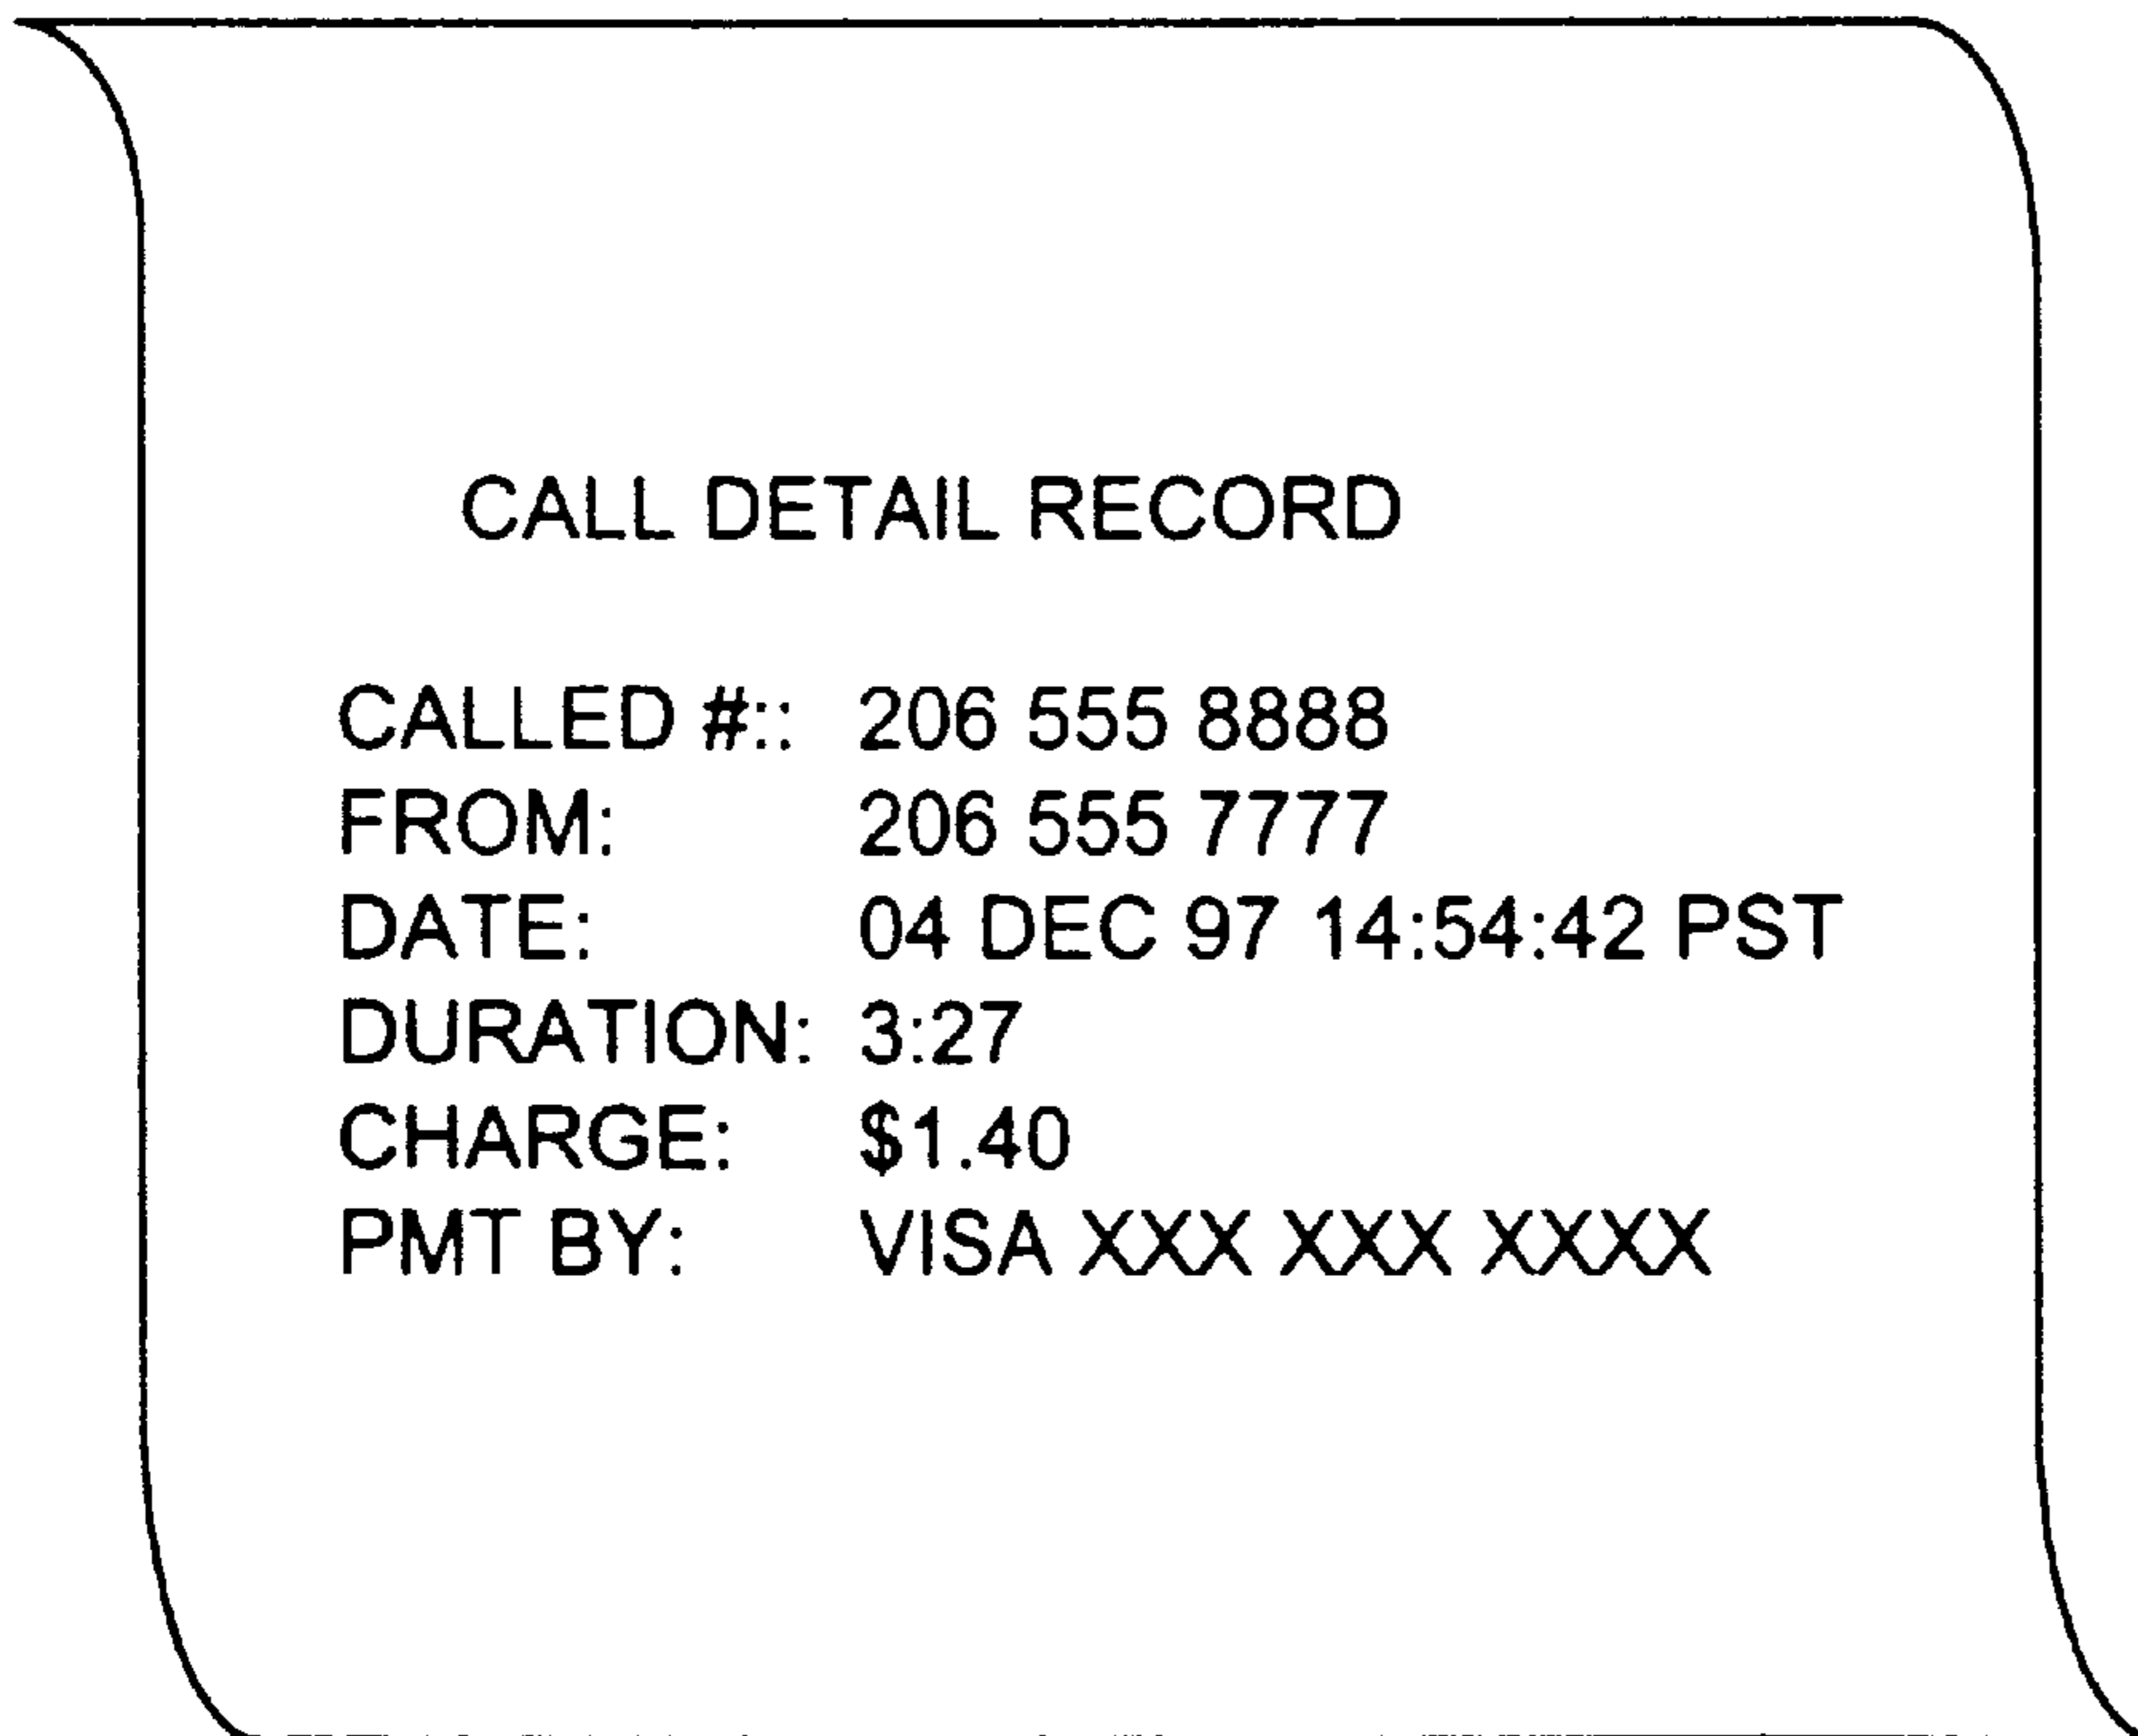 CALL DETAIL RECORD
CALLED #:: 206 555 8888
FROM: 206 555 7777
DATE: 04 DEC 97 14:54:42 PST
DURATION: 3:27
CHARGE: $1.40
PMT BY: VISA XXX XXX XXXX